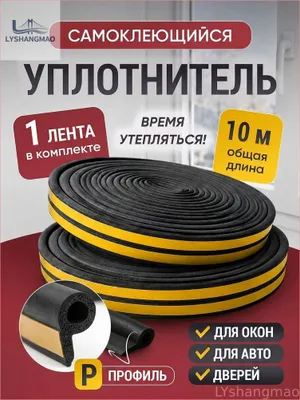 LYSHANGMAO
САМОКЛЕЮЩИЙСЯ
УПЛОТНИТЕЛЬ
1 ЛЕНТА
в комплекте
ВРЕМЯ
УТЕПЛЯТЬСЯ!
10 М
общая
длина
P ПРОФИЛЬ
ДЛЯ ОКОН
ДЛЯ АВТО
ДВЕРЕЙ
LYshangmao